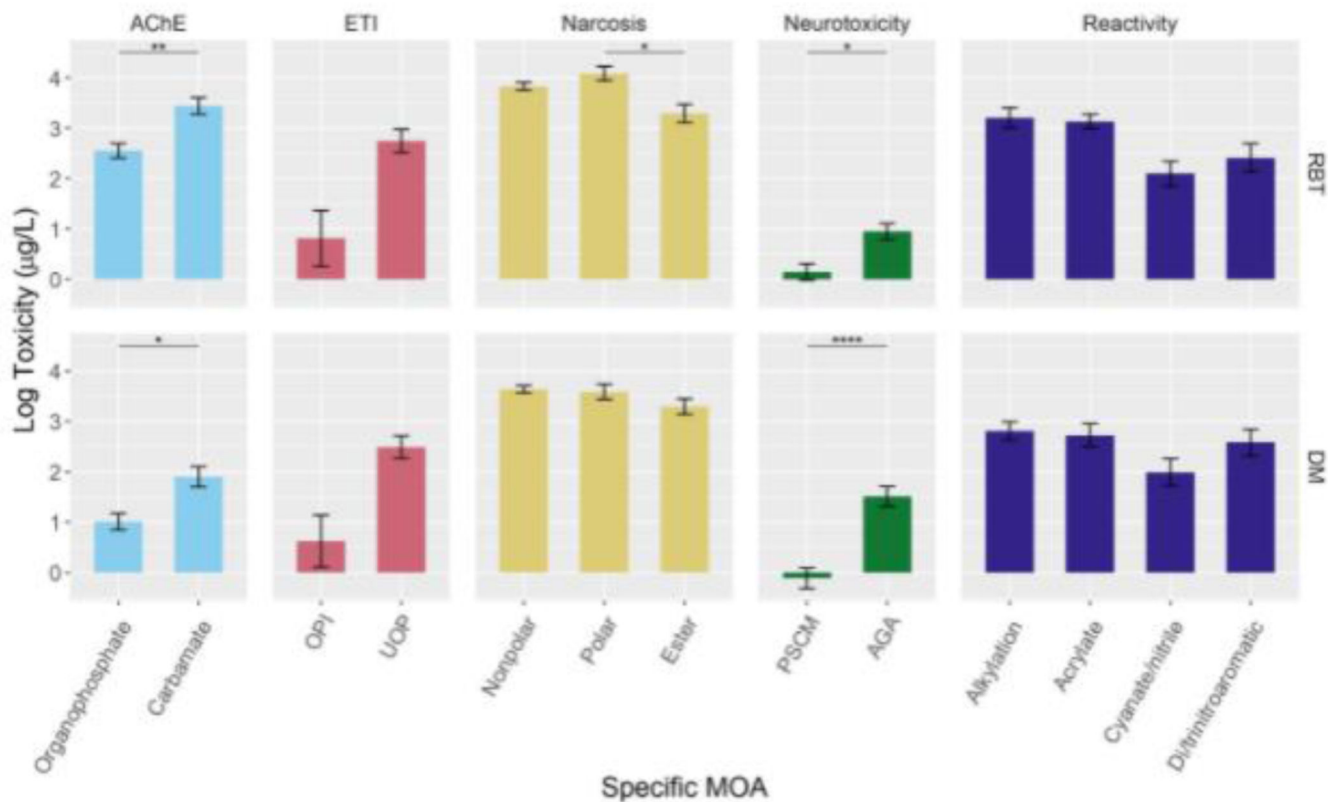 AChE ETI Narcosis Neurotoxicity Reactivity
** * *
4
3
2
1
0
RBT
Log Toxicity (µg/L)
* ****
4
3
2
1
0
DM
Organophosphate Carbamate OPI UOP Nonpolar Polar Ester PSCM AGA Alkylation Acrylate Cyanate/nitrile Di/trinitroaromatic
Specific MOA